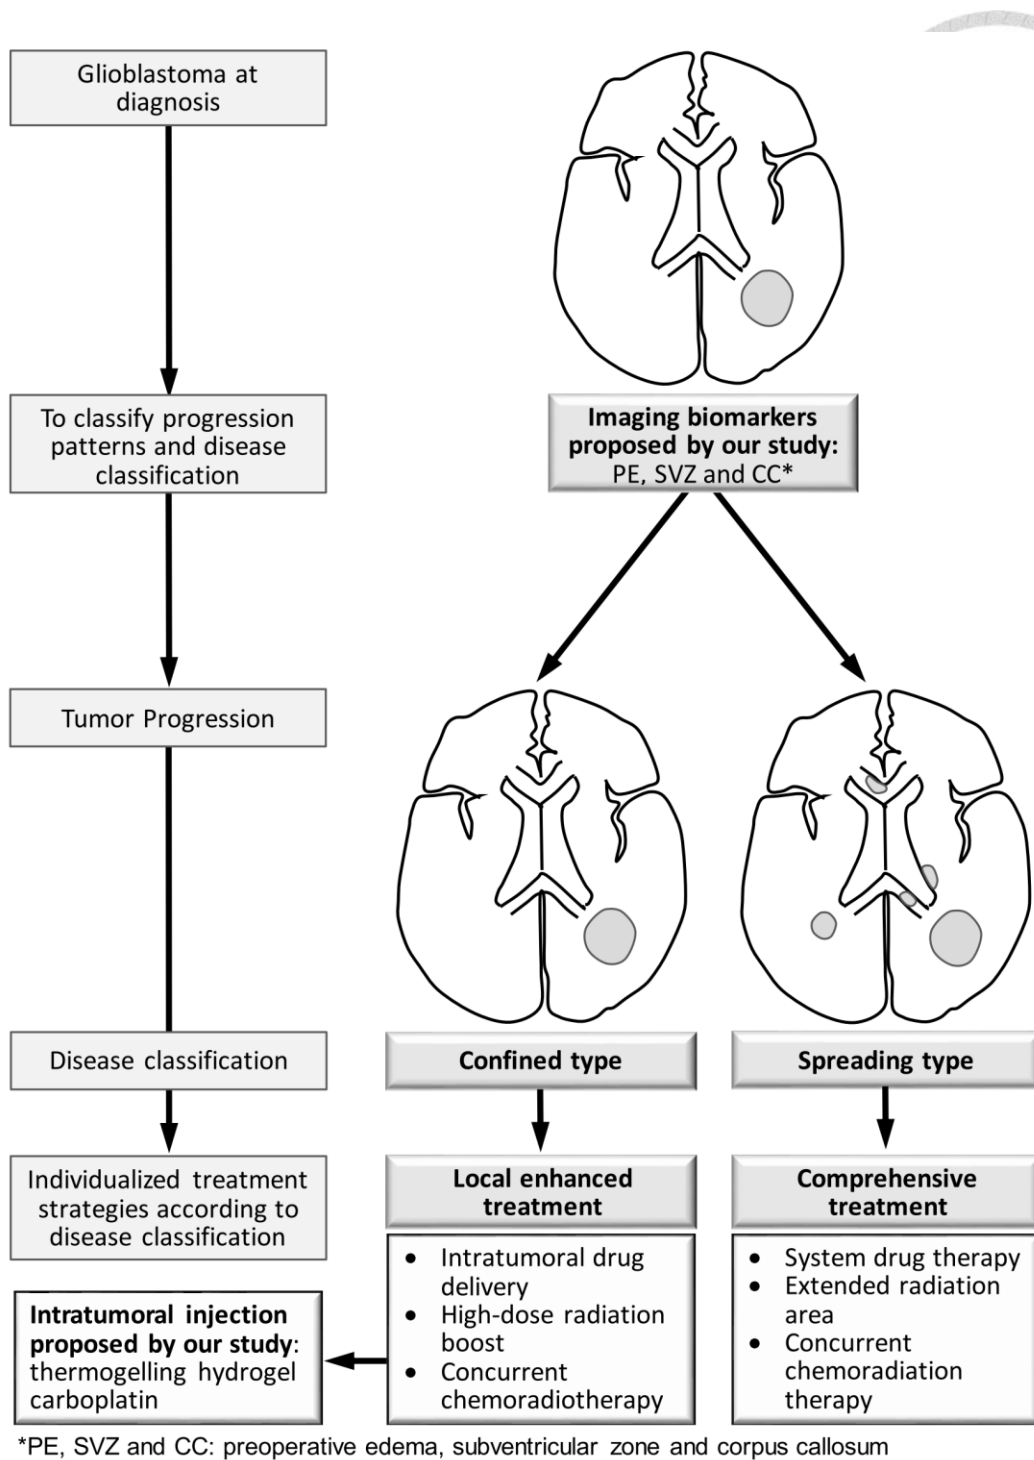 Glioblastoma at
diagnosis
To classify progression
patterns and disease
classification
Imaging biomarkers
proposed by our study:
PE, SVZ and CC*
Tumor Progression
Disease classification
Confined type
Spreading type
Individualized treatment
strategies according to
disease classification
Local enhanced
treatment
Comprehensive
treatment
• Intratumoral drug
delivery
• High-dose radiation
boost
• Concurrent
chemoradiotherapy
• System drug therapy
• Extended radiation
area
• Concurrent
chemoradiation
therapy
Intratumoral injection
proposed by our study:
thermogelling hydrogel
carboplatin
*PE, SVZ and CC: preoperative edema, subventricular zone and corpus callosum